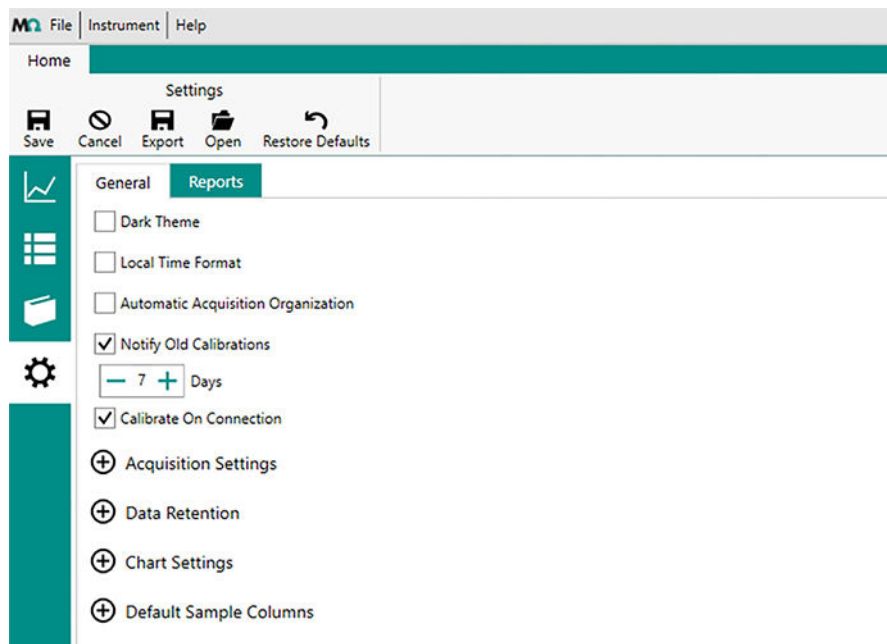 MΩ File Instrument Help
Home
Settings
Save Cancel Export Open Restore Defaults
General Reports
Dark Theme
Local Time Format
Automatic Acquisition Organization
Notify Old Calibrations
7 Days
Calibrate On Connection
Acquisition Settings
Data Retention
Chart Settings
Default Sample Columns